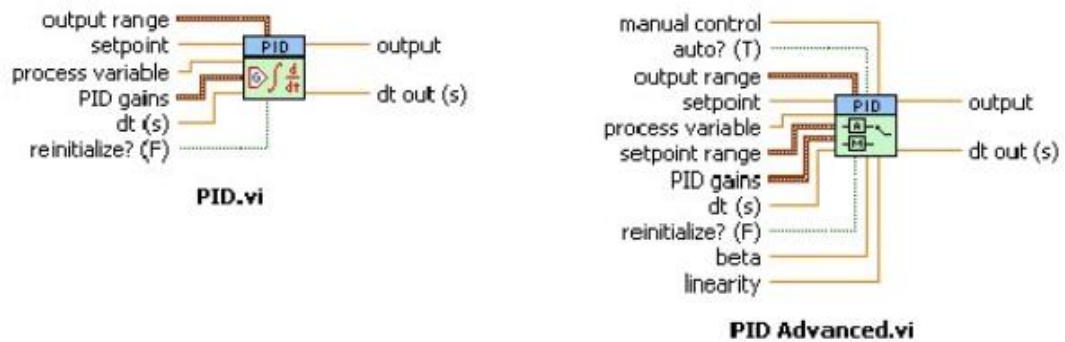 output range
setpoint
process variable
PID gains
dt (s)
reinitialize? (F)
PID
G
d
dt
output
dt out (s)
PID.vi
manual control
auto? (T)
output range
setpoint
process variable
setpoint range
PID gains
dt (s)
reinitialize? (F)
beta
linearity
PID
A
M
output
dt out (s)
PID Advanced.vi